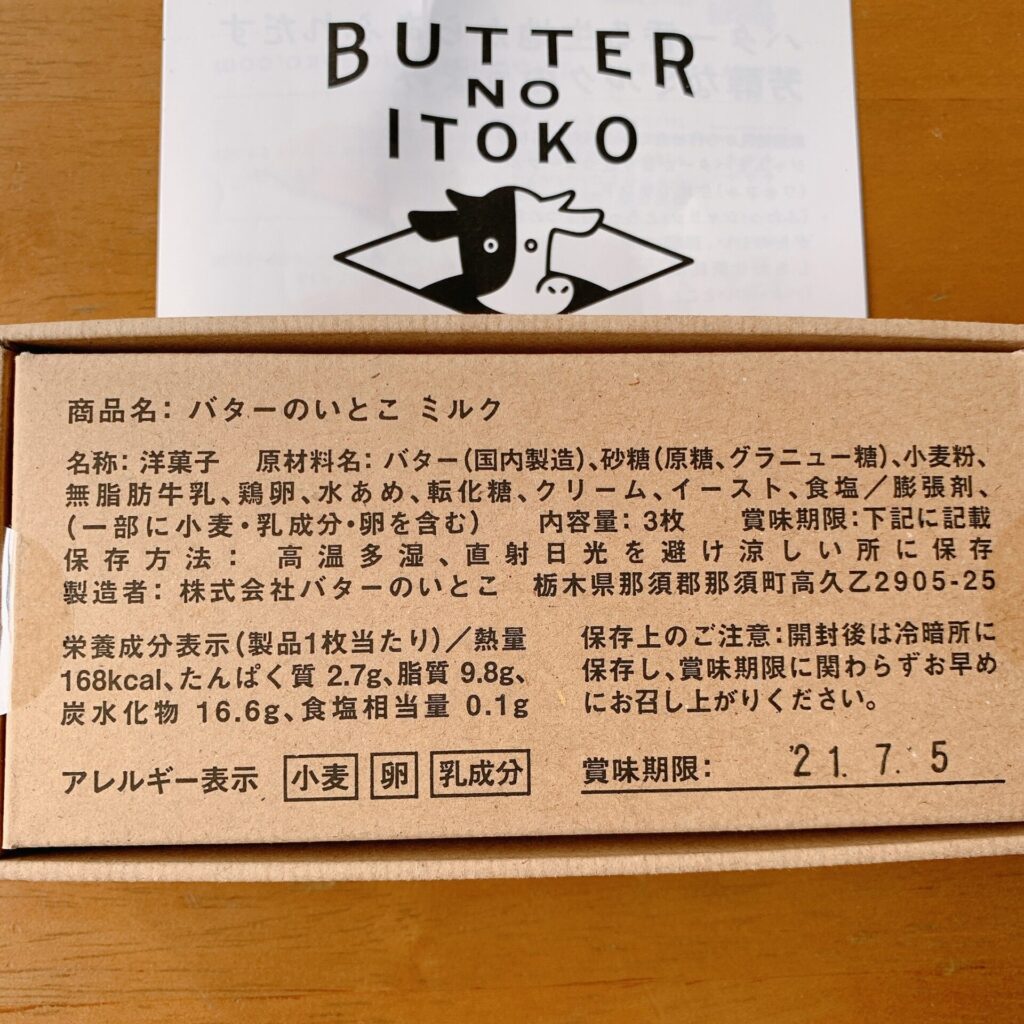 BUTTER
NO
ITOKO
商品名：バターのいとこ ミルク
名称：洋菓子　原材料名：バター（国内製造）、砂糖（原糖、グラニュー糖）、小麦粉、
無脂肪牛乳、鶏卵、水あめ、転化糖、クリーム、イースト、食塩／膨張剤、
（一部に小麦・乳成分・卵を含む）　内容量：3枚　賞味期限：下記に記載
保存方法：高温多湿、直射日光を避け涼しい所に保存
製造者：株式会社バターのいとこ　栃木県那須郡那須町高久乙2905-25
栄養成分表示（製品1枚当たり）／熱量
168kcal、たんぱく質 2.7g、脂質 9.8g、
炭水化物 16.6g、食塩相当量 0.1g
保存上のご注意：開封後は冷暗所に
保存し、賞味期限に関わらずお早め
にお召し上がりください。
アレルギー表示 小麦 卵 乳成分
賞味期限： '21. 7. 5